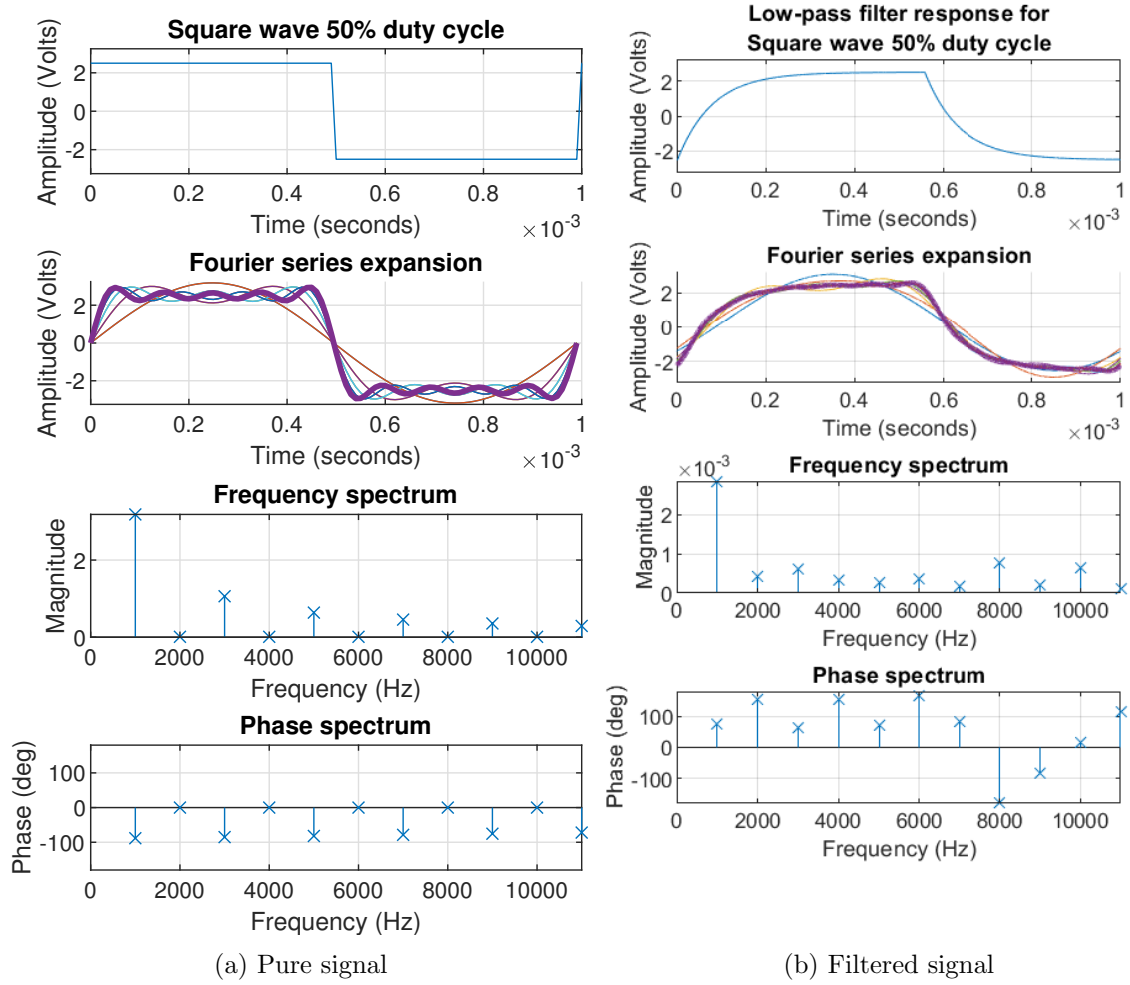 Square wave 50% duty cycle
Amplitude (Volts)
2
0
-2
0 0.2 0.4 0.6 0.8 1
Time (seconds)
×10-3
Fourier series expansion
Amplitude (Volts)
2
0
-2
0 0.2 0.4 0.6 0.8 1
Time (seconds)
×10-3
Frequency spectrum
Magnitude
2
0
0 2000 4000 6000 8000 10000
Frequency (Hz)
Phase spectrum
Phase (deg)
100
0
-100
0 2000 4000 6000 8000 10000
Frequency (Hz)
(a) Pure signal
Low-pass filter response for
Square wave 50% duty cycle
Amplitude (Volts)
2
0
-2
0 0.2 0.4 0.6 0.8 1
Time (seconds)
×10-3
Fourier series expansion
Amplitude (Volts)
2
0
-2
0 0.2 0.4 0.6 0.8 1
Time (seconds)
×10-3
×10-3
Frequency spectrum
Magnitude
2
1
0
0 2000 4000 6000 8000 10000
Frequency (Hz)
Phase spectrum
Phase (deg)
100
0
-100
0 2000 4000 6000 8000 10000
Frequency (Hz)
(b) Filtered signal